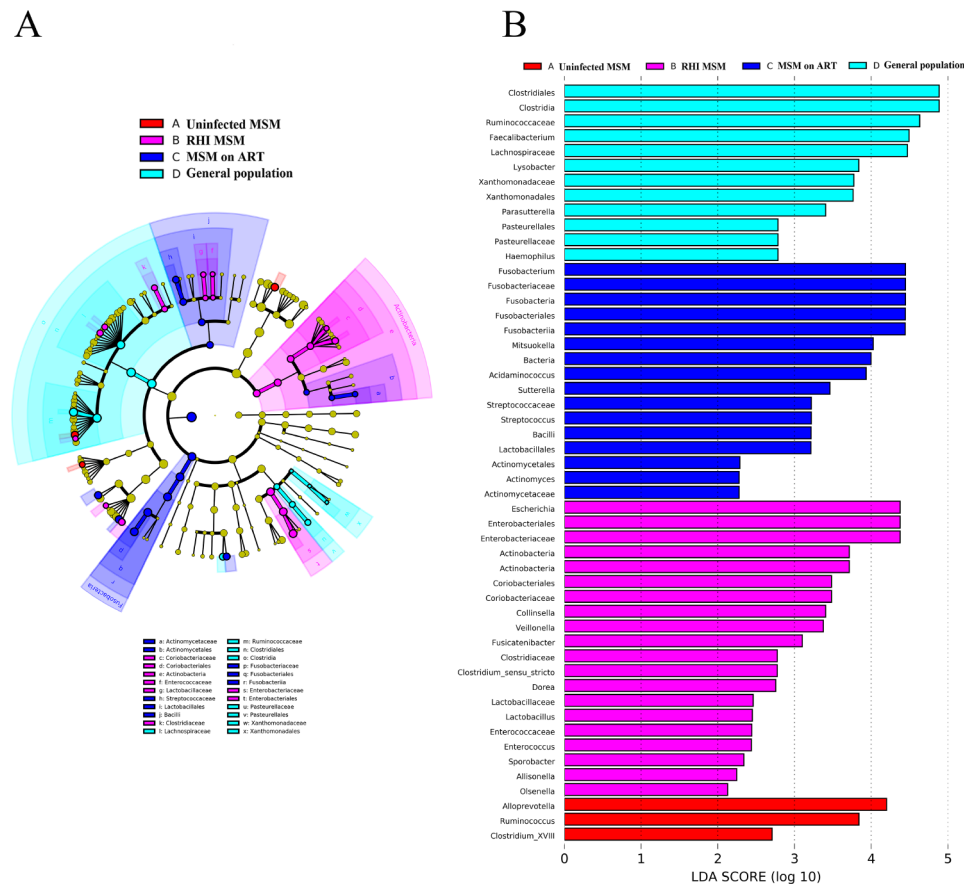 A
A Uninfected MSM
B RHI MSM
C MSM on ART
D General population
j
i
h
g
f
k
Actinobacteria
Fusobacteria
q
r
a: Actinomycetaceae
b: Actinomycetales
c: Coriobacteriaceae
d: Coriobacteriales
e: Actinobacteria
f: Enterococcaceae
g: Lactobacillaceae
h: Streptococcaceae
i: Lactobacillales
j: Bacilli
k: Clostridiaceae
l: Lachnospiraceae
m: Ruminococcaceae
n: Clostridiales
o: Clostridia
p: Fusobacteriaceae
q: Fusobacteriales
r: Fusobacteriia
s: Enterobacteriaceae
t: Enterobacteriales
u: Pasteurellaceae
v: Pasteurellales
w: Xanthomonadaceae
x: Xanthomonadales
B
A Uninfected MSM B RHI MSM C MSM on ART D General population
Clostridiales
Clostridia
Ruminococcaceae
Faecalibacterium
Lachnospiraceae
Lysobacter
Xanthomonadaceae
Xanthomonadales
Parasutterella
Pasteurellales
Pasteurellaceae
Haemophilus
Fusobacterium
Fusobacteriaceae
Fusobacteria
Fusobacteriales
Fusobacteriia
Mitsuokella
Bacteria
Acidaminococcus
Sutterella
Streptococcaceae
Streptococcus
Bacilli
Lactobacillales
Actinomycetales
Actinomyces
Actinomycetaceae
Escherichia
Enterobacteriales
Enterobacteriaceae
Actinobacteria
Actinobacteria
Coriobacteriales
Coriobacteriaceae
Collinsella
Veillonella
Fusicatenibacter
Clostridiaceae
Clostridium_sensu_stricto
Dorea
Lactobacillaceae
Lactobacillus
Enterococcaceae
Enterococcus
Sporobacter
Allisonella
Olsenella
Alloprevotella
Ruminococcus
Clostridium_XVIII
0 1 2 3 4 5
LDA SCORE (log 10)